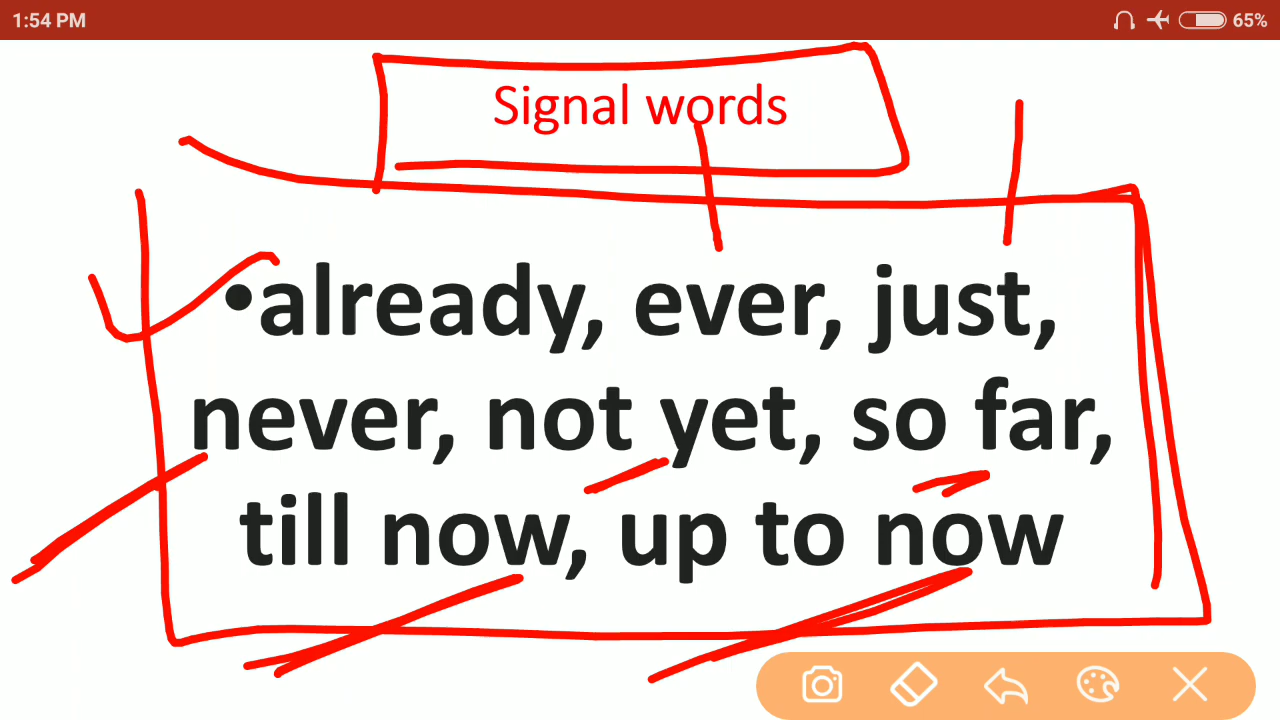 1:54 PM 65%
Signal words
•already, ever, just,
never, not yet, so far,
till now, up to now